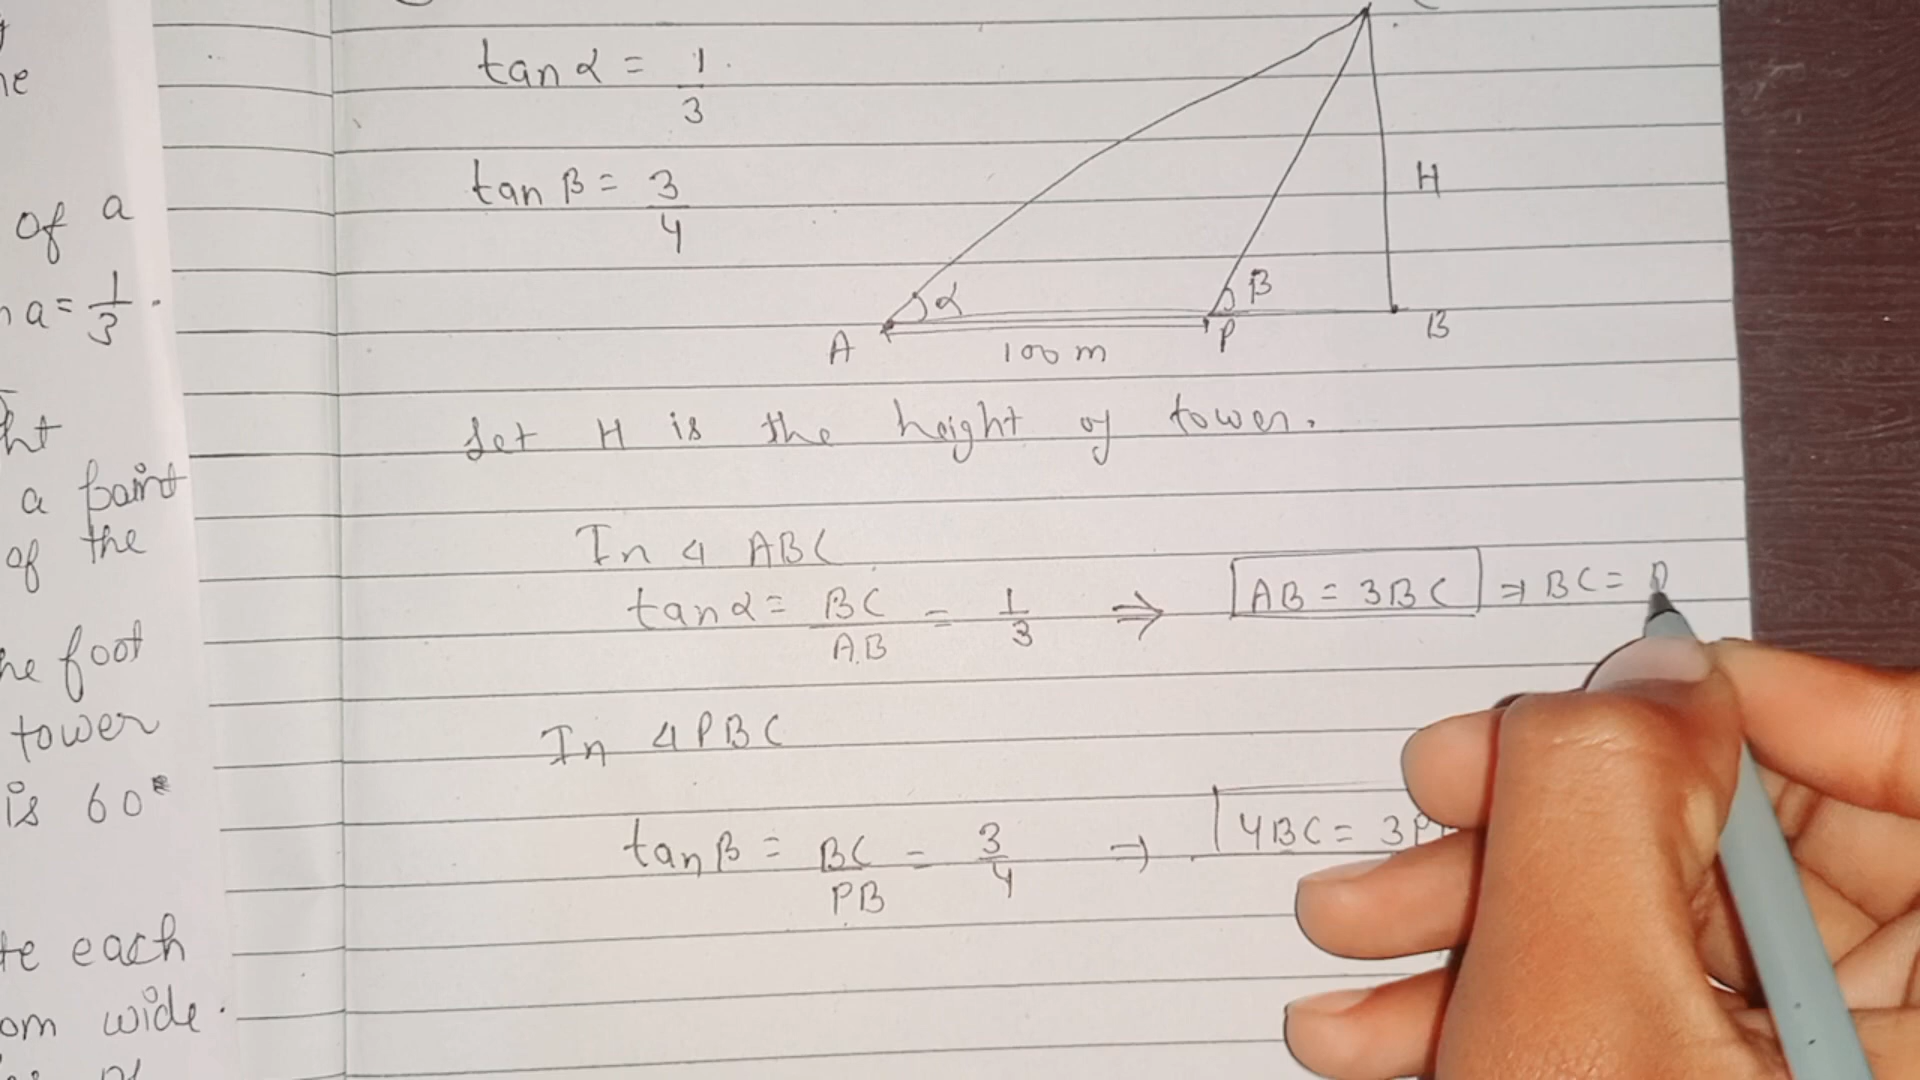 he
of a
a = 1/3.
ht
a point
of the
he foot
tower
is 60°
te each
om wide.
tan α = 1/3
tan β = 3/4
H
α
β
A
P
B
100 m
Let H is the height of tower.
In △ ABC
tan α = BC/AB = 1/3 ⇒ AB = 3BC ⇒ BC =
In △ PBC
tan β = BC/PB = 3/4 ⇒ 4BC = 3P